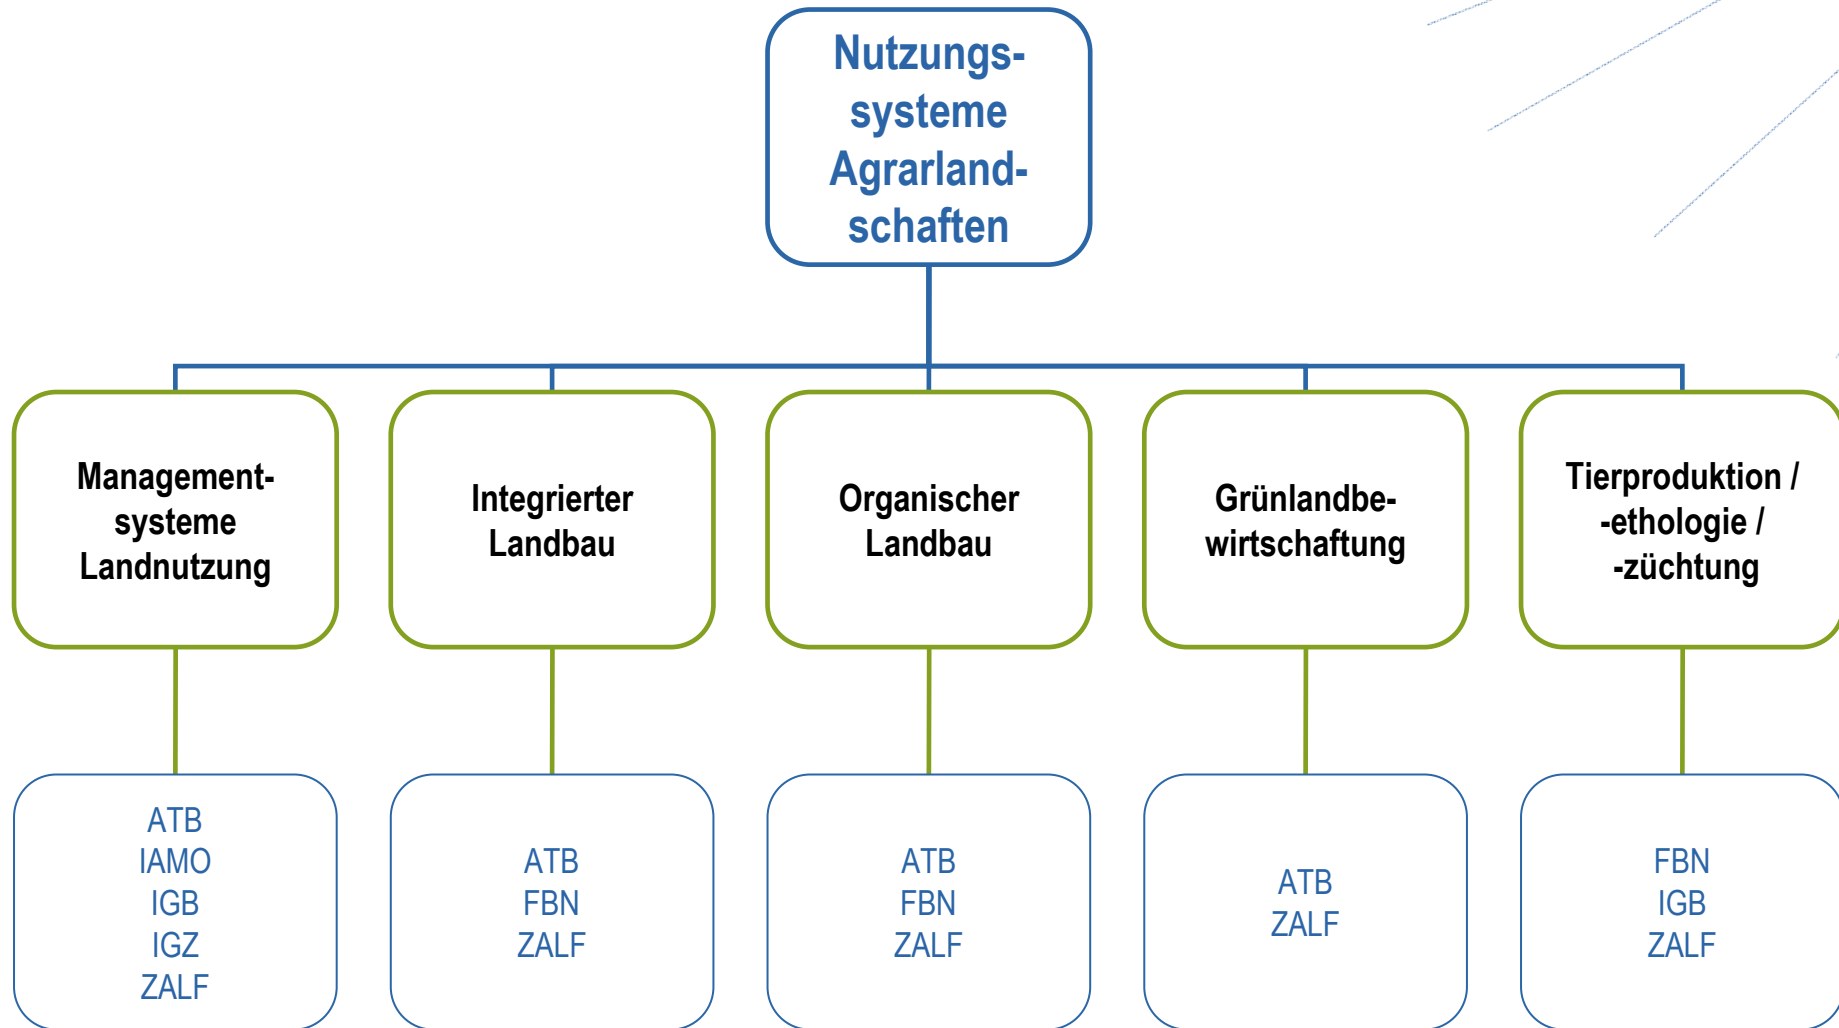 Nutzungs-
systeme
Agrarland-
schaften
Management-
systeme
Landnutzung
Integrierter
Landbau
Organischer
Landbau
Grünlandbe-
wirtschaftung
Tierproduktion /
-ethologie /
-züchtung
ATB
IAMO
IGB
IGZ
ZALF
ATB
FBN
ZALF
ATB
FBN
ZALF
ATB
ZALF
FBN
IGB
ZALF